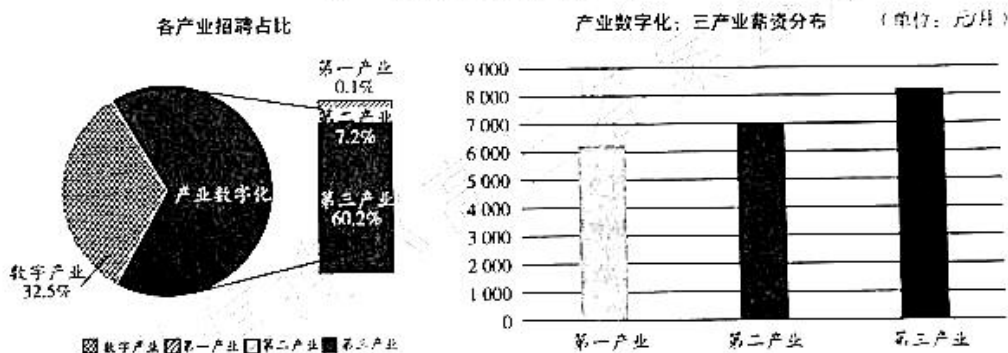 各产业招聘占比
第一产业
0.1%
第二产业
7.2%
产业数字化
第三产业
60.2%
数字产业
32.5%
数字产业 第一产业 第二产业 第三产业
产业数字化：三产业薪资分布 （单位：元/月）
9 000
8 000
7 000
6 000
5 000
4 000
3 000
2 000
1 000
0
第一产业 第二产业 第三产业